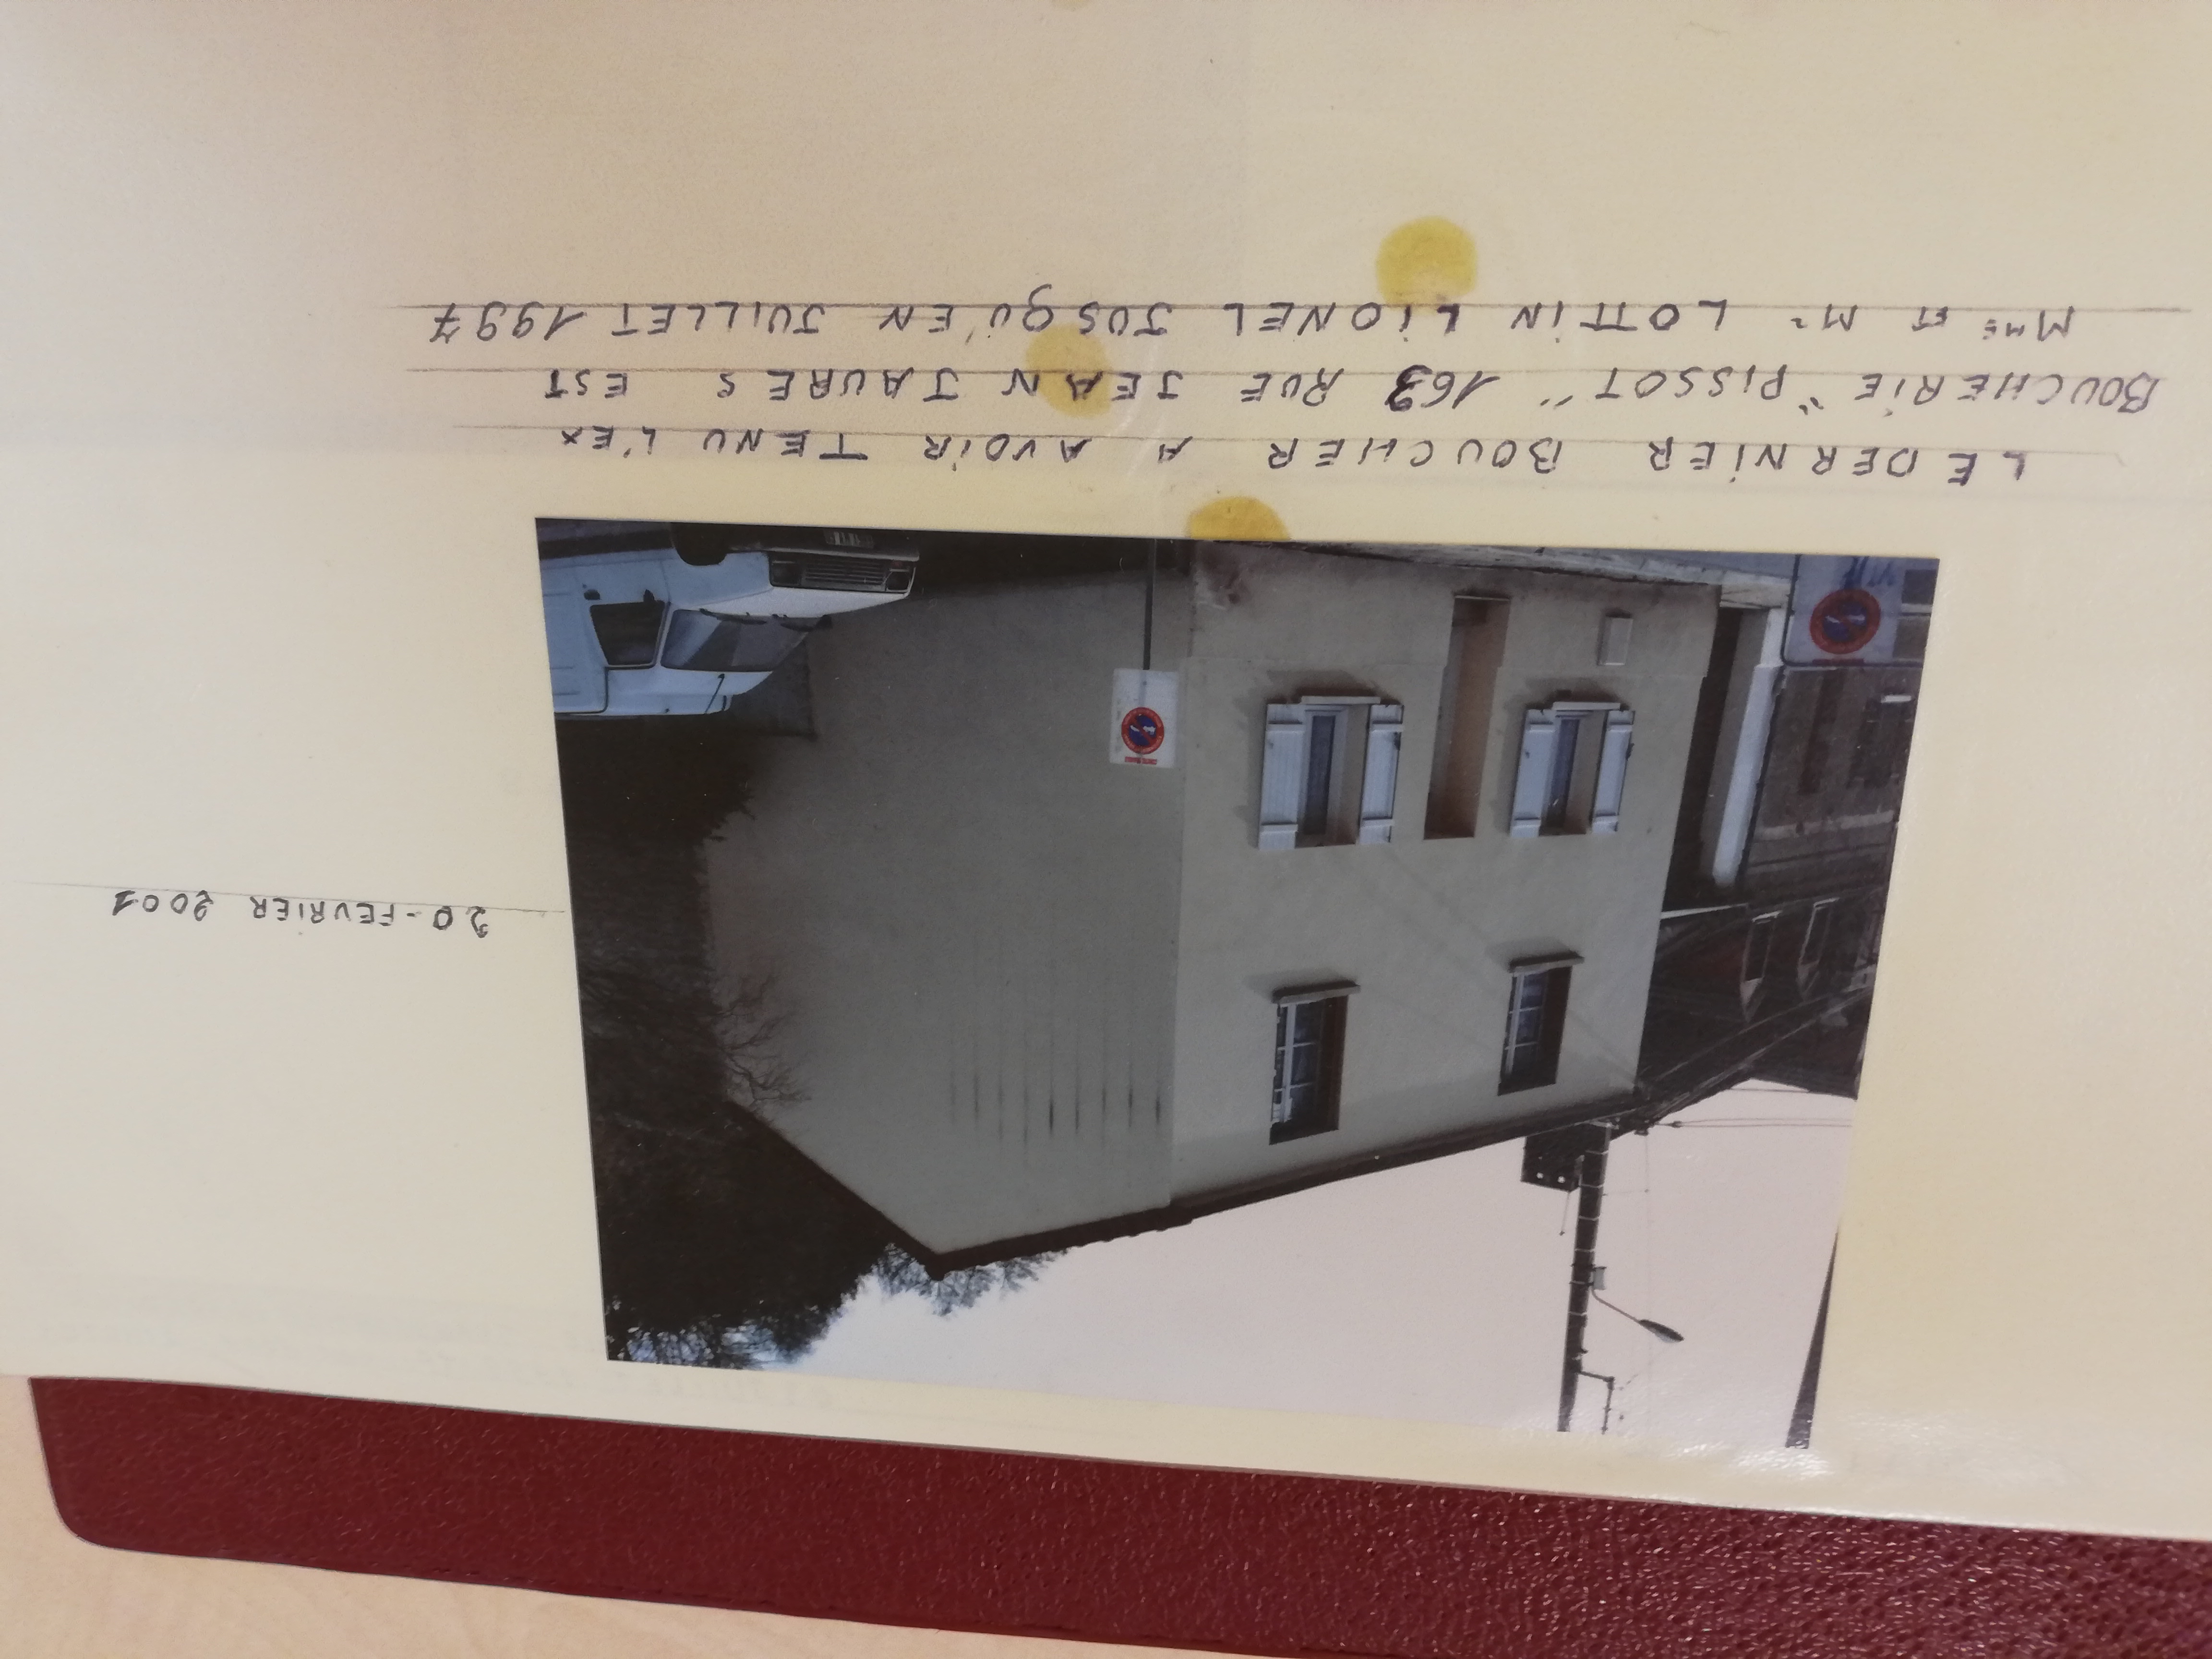 20-FEVRIER 2001
LE DERNIER BOUCHER A AVOIR TENU L'EX
BOUCHERIE "PISSOT" 163 RUE JEAN JAURES EST
Mme ET Mr LOTTIN LIONEL JUSQU'EN JUILLET 1997